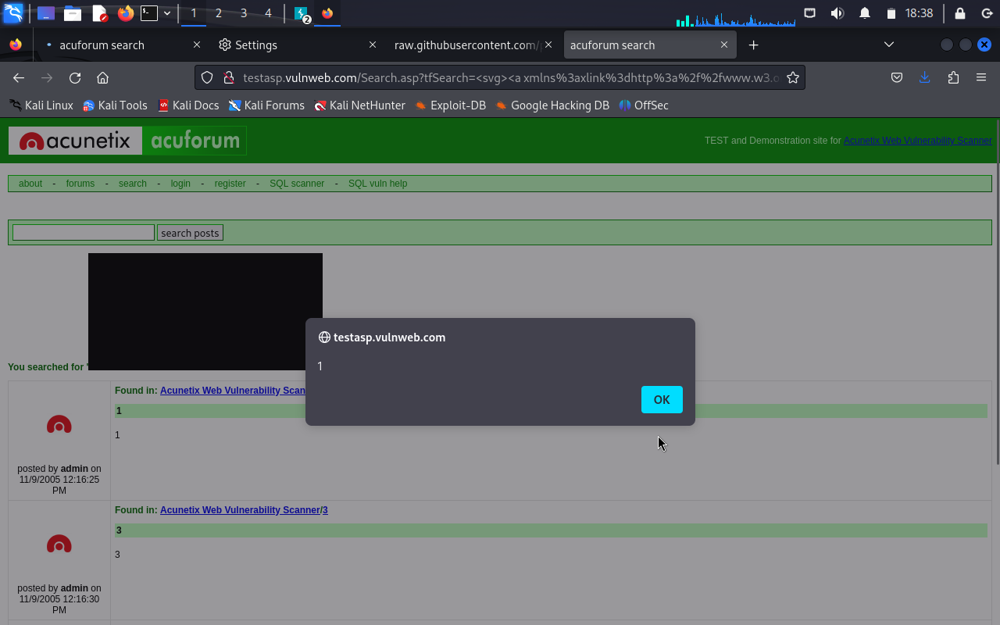 1 2 3 4 2 18:38
acuforum search Settings raw.githubusercontent.com/ acuforum search
testasp.vulnweb.com/Search.asp?tfSearch=<svg><a xmlns%3axlink%3dhttp%3a%2f%2fwww.w3.o
Kali Linux Kali Tools Kali Docs Kali Forums Kali NetHunter Exploit-DB Google Hacking DB OffSec
acunetix acuforum TEST and Demonstration site for Acunetix Web Vulnerability Scanner
about - forums - search - login - register - SQL scanner - SQL vuln help
search posts
testasp.vulnweb.com
1
OK
You searched for '
Found in: Acunetix Web Vulnerability Scan
1
1
posted by admin on
11/9/2005 12:16:25
PM
Found in: Acunetix Web Vulnerability Scanner/3
3
3
posted by admin on
11/9/2005 12:16:30
PM